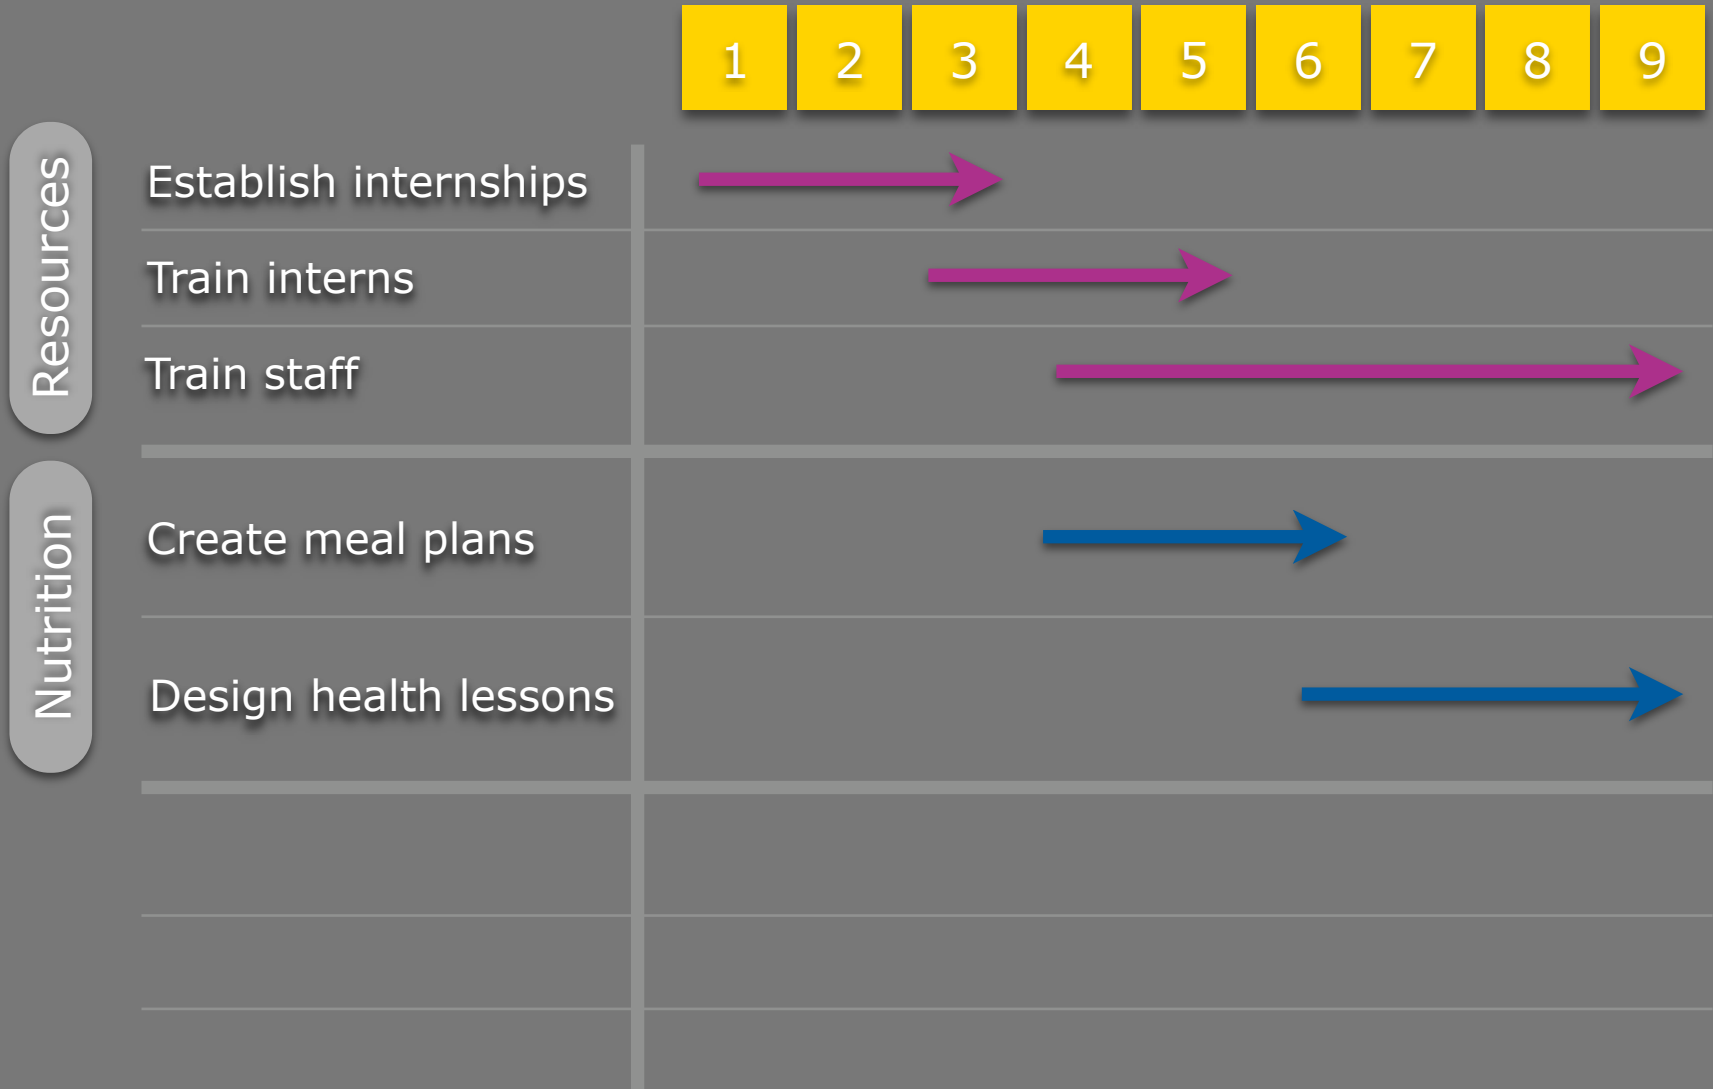 1 2 3 4 5 6 7 8 9
Resources
Establish internships
Train interns
Train staff
Nutrition
Create meal plans
Design health lessons